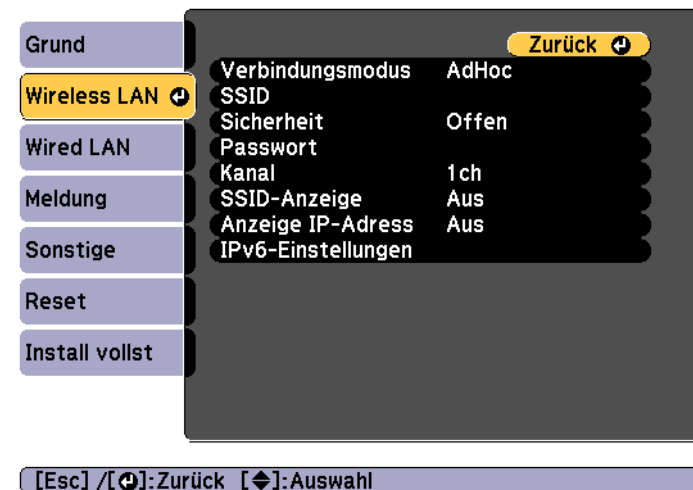 Grund
Wireless LAN
Wired LAN
Meldung
Sonstige
Reset
Install vollst
Zurück
Verbindungsmodus AdHoc
SSID
Sicherheit Offen
Passwort
Kanal 1ch
SSID-Anzeige Aus
Anzeige IP-Adress Aus
IPv6-Einstellungen
[Esc] /[⏎]:Zurück [◆]:Auswahl